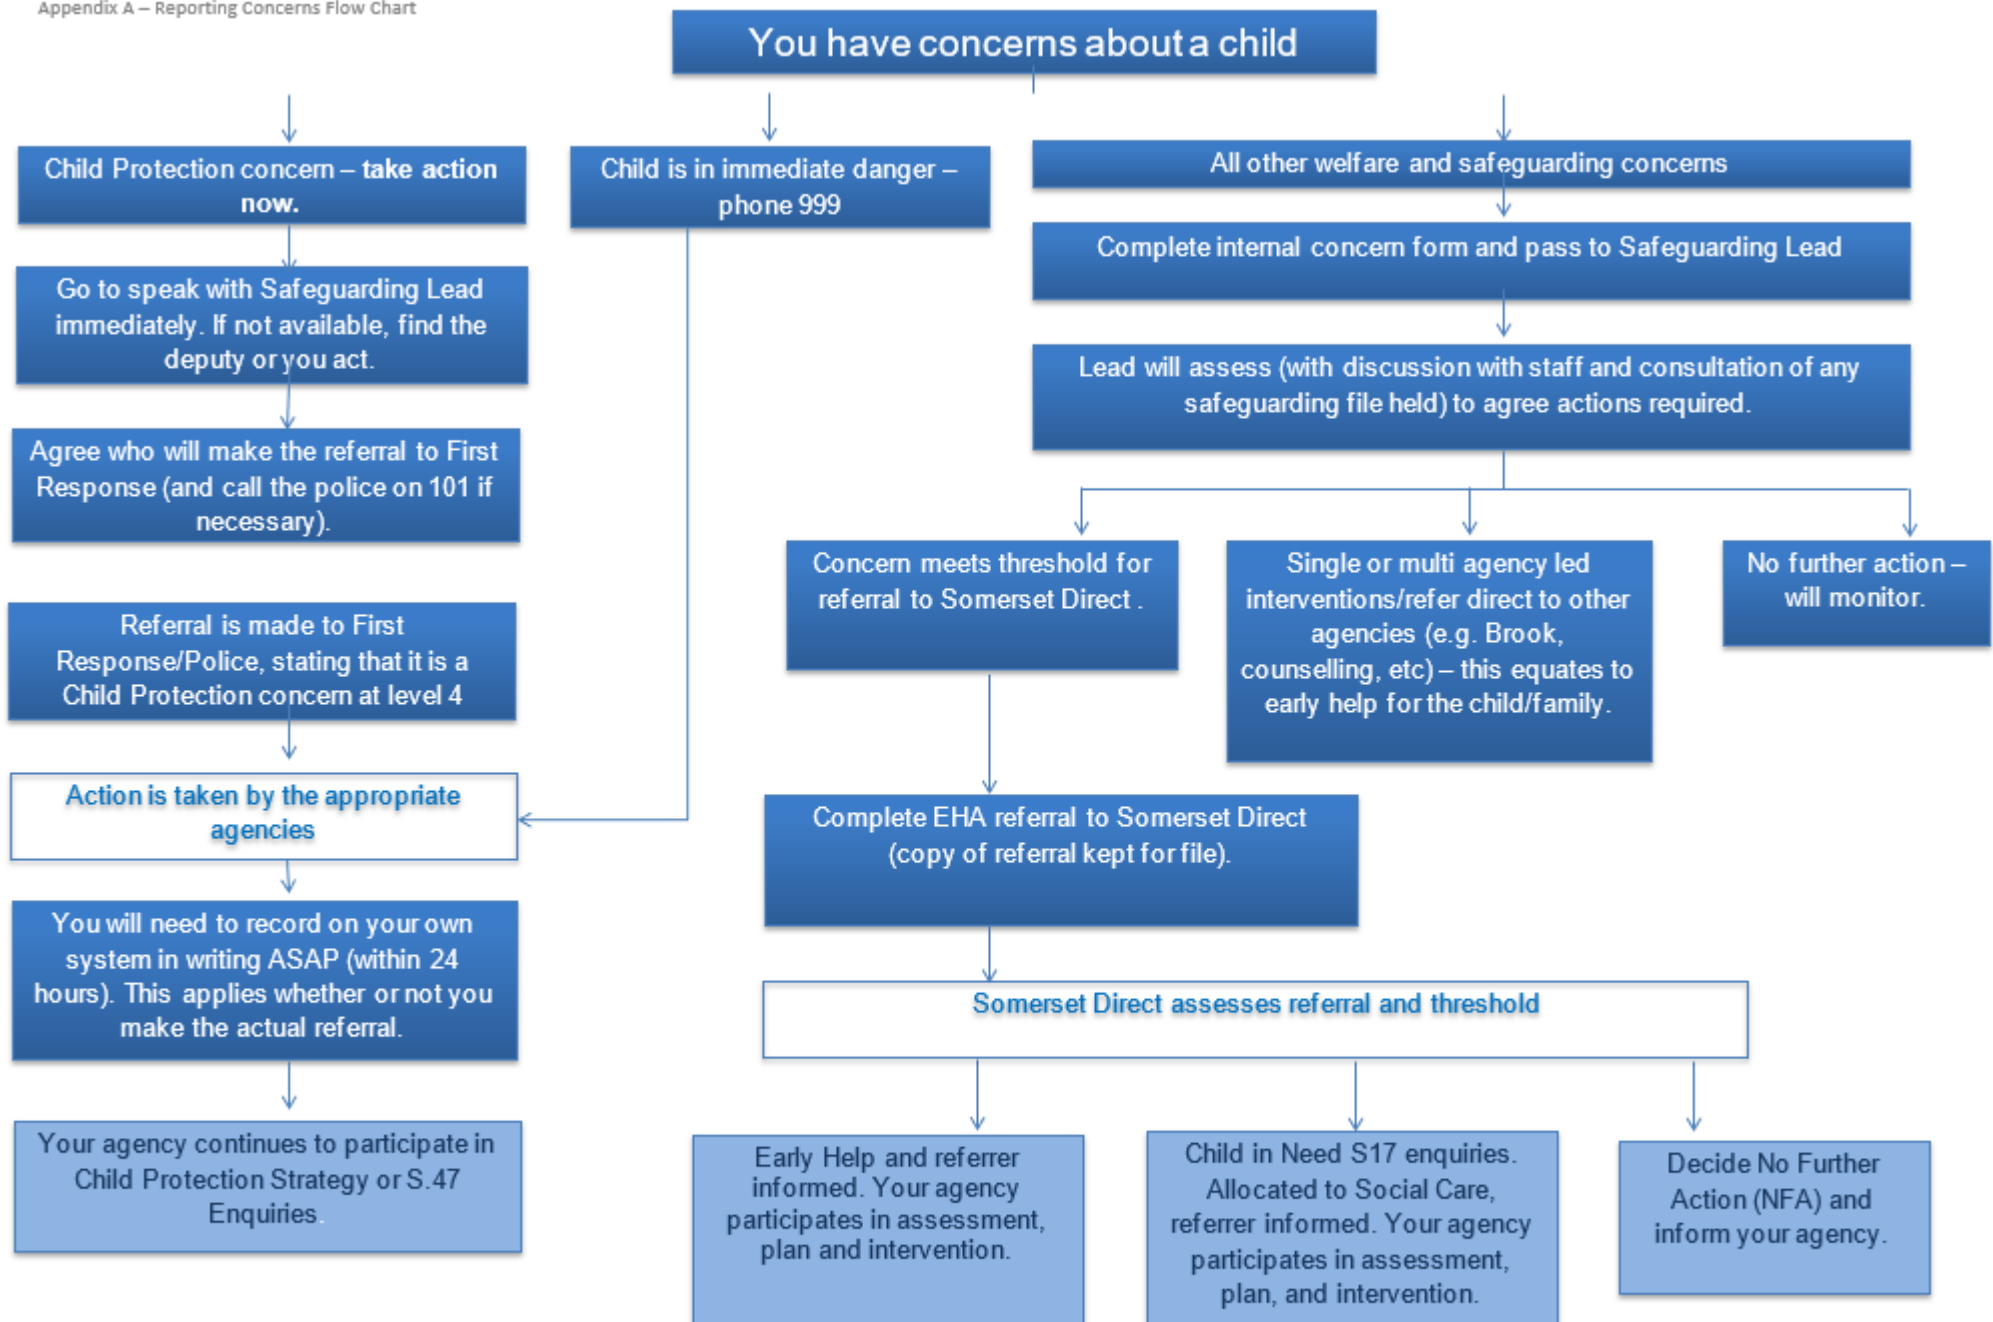 Appendix A – Reporting Concerns Flow Chart
You have concerns about a child
Child Protection concern – take action
now.
Child is in immediate danger –
phone 999
All other welfare and safeguarding concerns
Go to speak with Safeguarding Lead
immediately. If not available, find the
deputy or you act.
Complete internal concern form and pass to Safeguarding Lead
Agree who will make the referral to First
Response (and call the police on 101 if
necessary).
Lead will assess (with discussion with staff and consultation of any
safeguarding file held) to agree actions required.
Referral is made to First
Response/Police, stating that it is a
Child Protection concern at level 4
Concern meets threshold for
referral to Somerset Direct .
Single or multi agency led
interventions/refer direct to other
agencies (e.g. Brook,
counselling, etc) – this equates to
early help for the child/family.
No further action –
will monitor.
Action is taken by the appropriate
agencies
Complete EHA referral to Somerset Direct
(copy of referral kept for file).
You will need to record on your own
system in writing ASAP (within 24
hours). This applies whether or not you
make the actual referral.
Somerset Direct assesses referral and threshold
Your agency continues to participate in
Child Protection Strategy or S.47
Enquiries.
Early Help and referrer
informed. Your agency
participates in assessment,
plan and intervention.
Child in Need S17 enquiries.
Allocated to Social Care,
referrer informed. Your agency
participates in assessment,
plan, and intervention.
Decide No Further
Action (NFA) and
inform your agency.